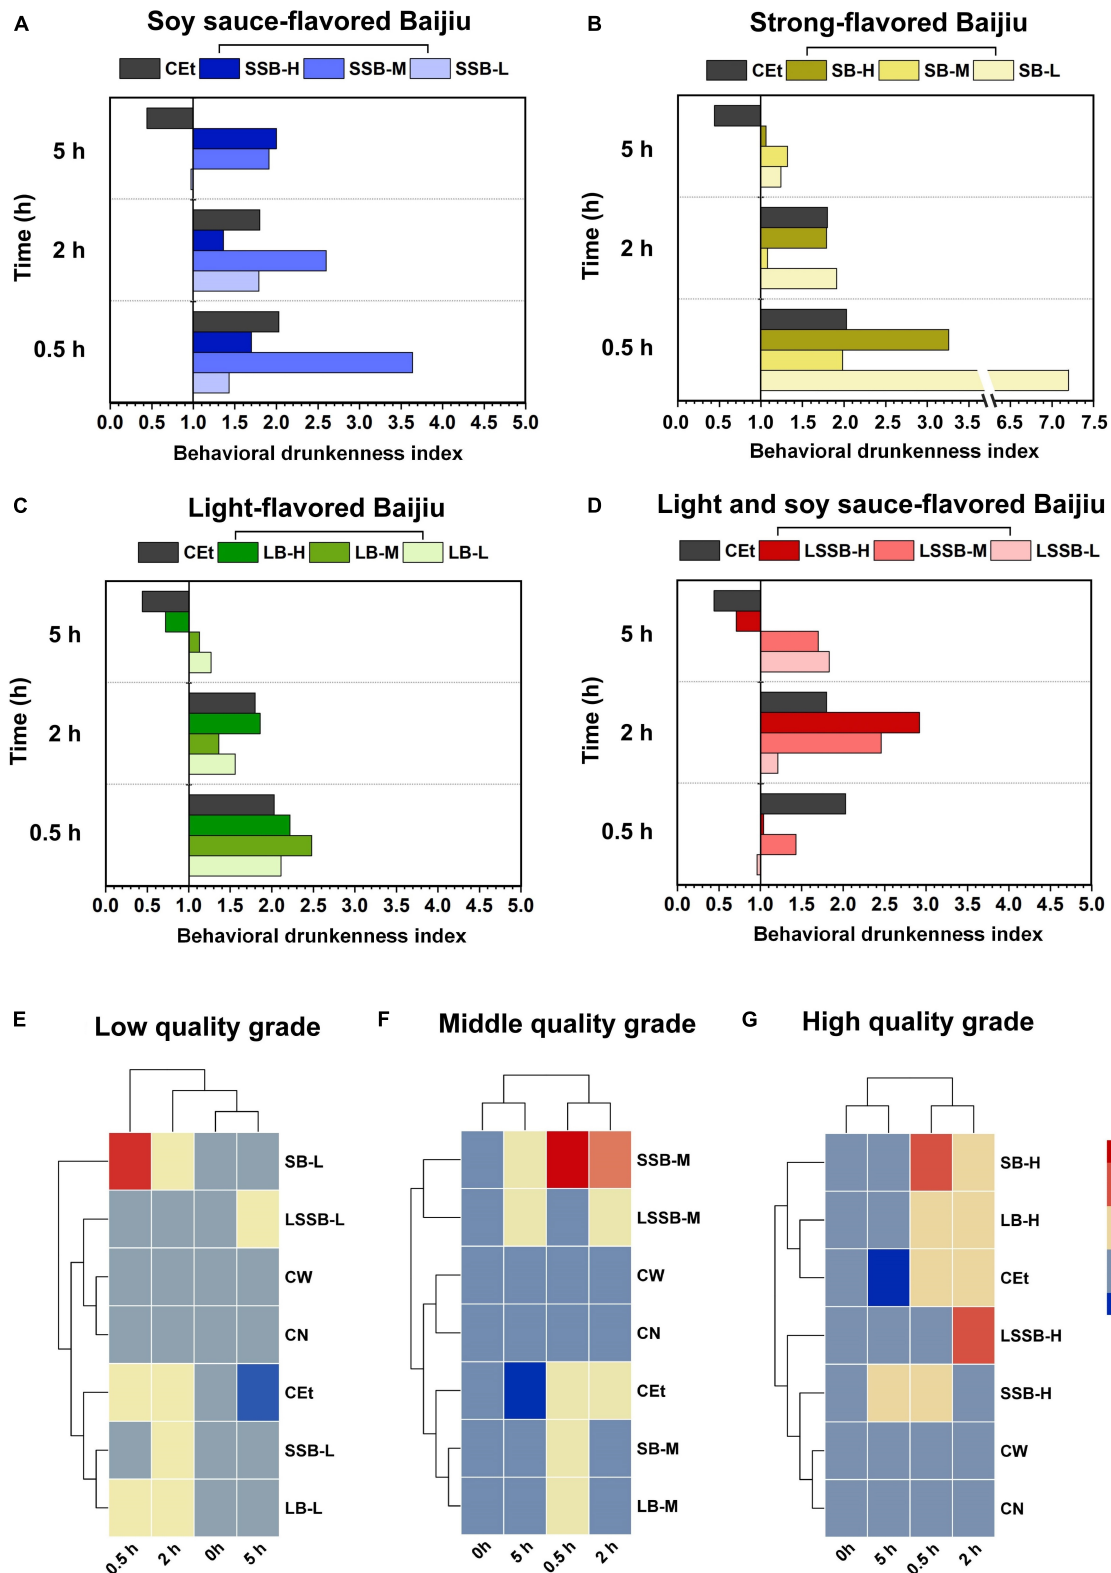 A Soy sauce-flavored Baijiu
CEt SSB-H SSB-M SSB-L
Time (h)
5 h
2 h
0.5 h
0.0 0.5 1.0 1.5 2.0 2.5 3.0 3.5 4.0 4.5 5.0
Behavioral drunkenness index
B Strong-flavored Baijiu
CEt SB-H SB-M SB-L
Time (h)
5 h
2 h
0.5 h
0.0 0.5 1.0 1.5 2.0 2.5 3.0 3.5 6.5 7.0 7.5
Behavioral drunkenness index
C Light-flavored Baijiu
CEt LB-H LB-M LB-L
Time (h)
5 h
2 h
0.5 h
0.0 0.5 1.0 1.5 2.0 2.5 3.0 3.5 4.0 4.5 5.0
Behavioral drunkenness index
D Light and soy sauce-flavored Baijiu
CEt LSSB-H LSSB-M LSSB-L
Time (h)
5 h
2 h
0.5 h
0.0 0.5 1.0 1.5 2.0 2.5 3.0 3.5 4.0 4.5 5.0
Behavioral drunkenness index
E Low quality grade
SB-L
LSSB-L
CW
CN
CEt
SSB-L
LB-L
0.5 h 2 h 0h 5 h
F Middle quality grade
SSB-M
LSSB-M
CW
CN
CEt
SB-M
LB-M
0h 5 h 0.5 h 2 h
G High quality grade
SB-H
LB-H
CEt
LSSB-H
SSB-H
CW
CN
0h 5 h 0.5 h 2 h